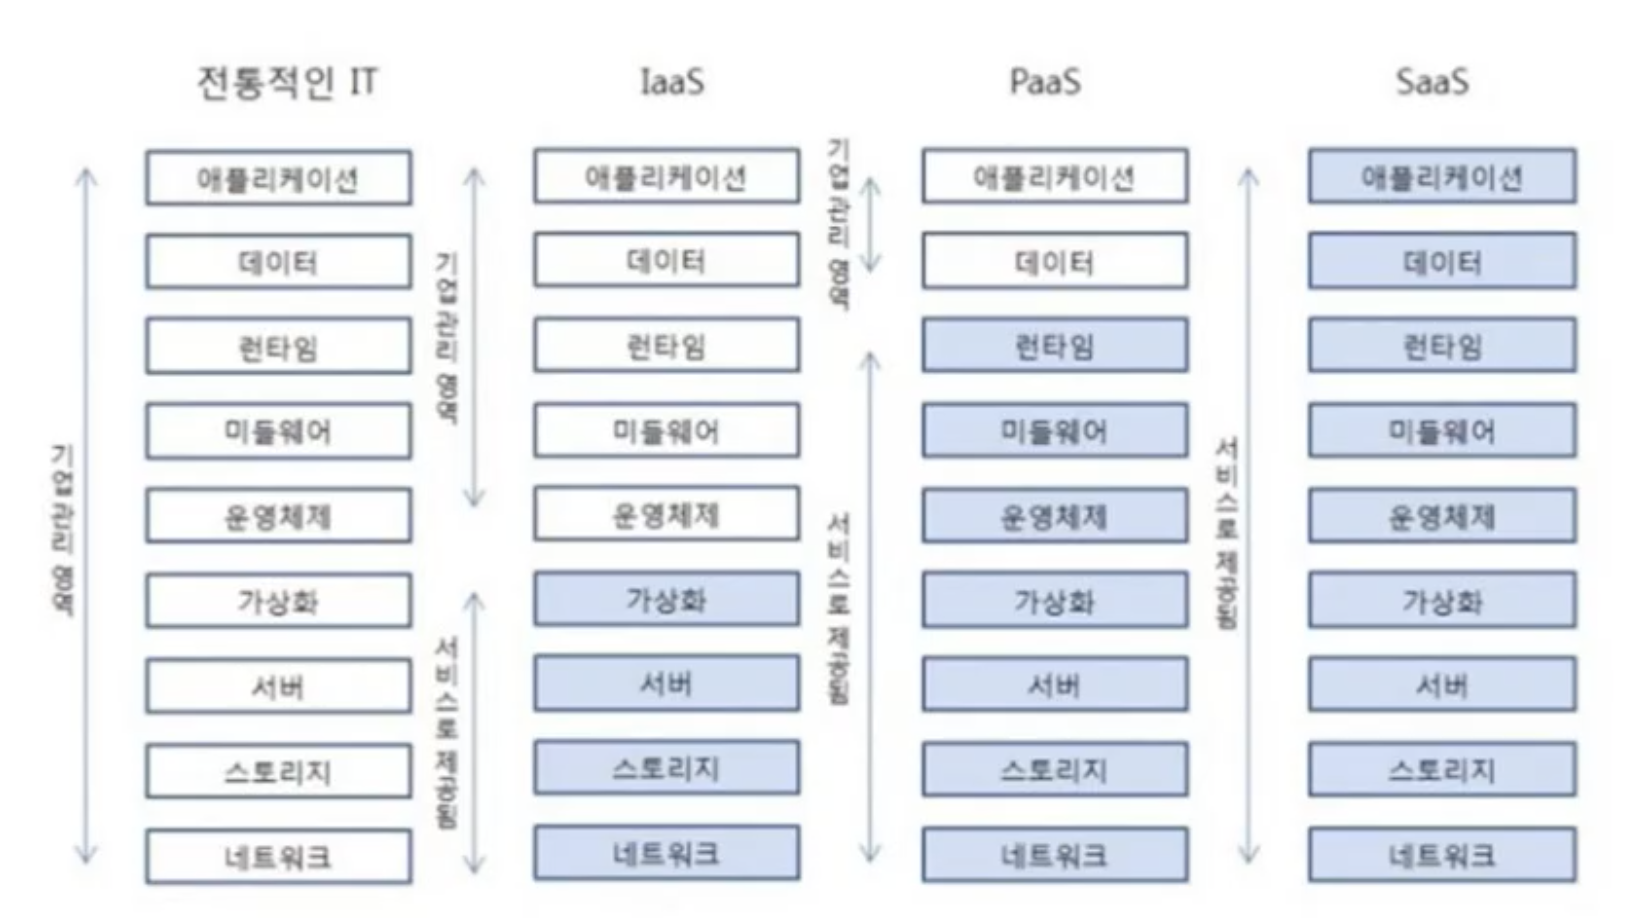 전통적인 IT
기업 관리 영역
애플리케이션
데이터
런타임
미들웨어
운영체제
가상화
서버
스토리지
네트워크
IaaS
기업 관리 영역
서비스로 제공됨
애플리케이션
데이터
런타임
미들웨어
운영체제
가상화
서버
스토리지
네트워크
PaaS
기업 관리 영역
서비스로 제공됨
애플리케이션
데이터
런타임
미들웨어
운영체제
가상화
서버
스토리지
네트워크
SaaS
서비스로 제공됨
애플리케이션
데이터
런타임
미들웨어
운영체제
가상화
서버
스토리지
네트워크